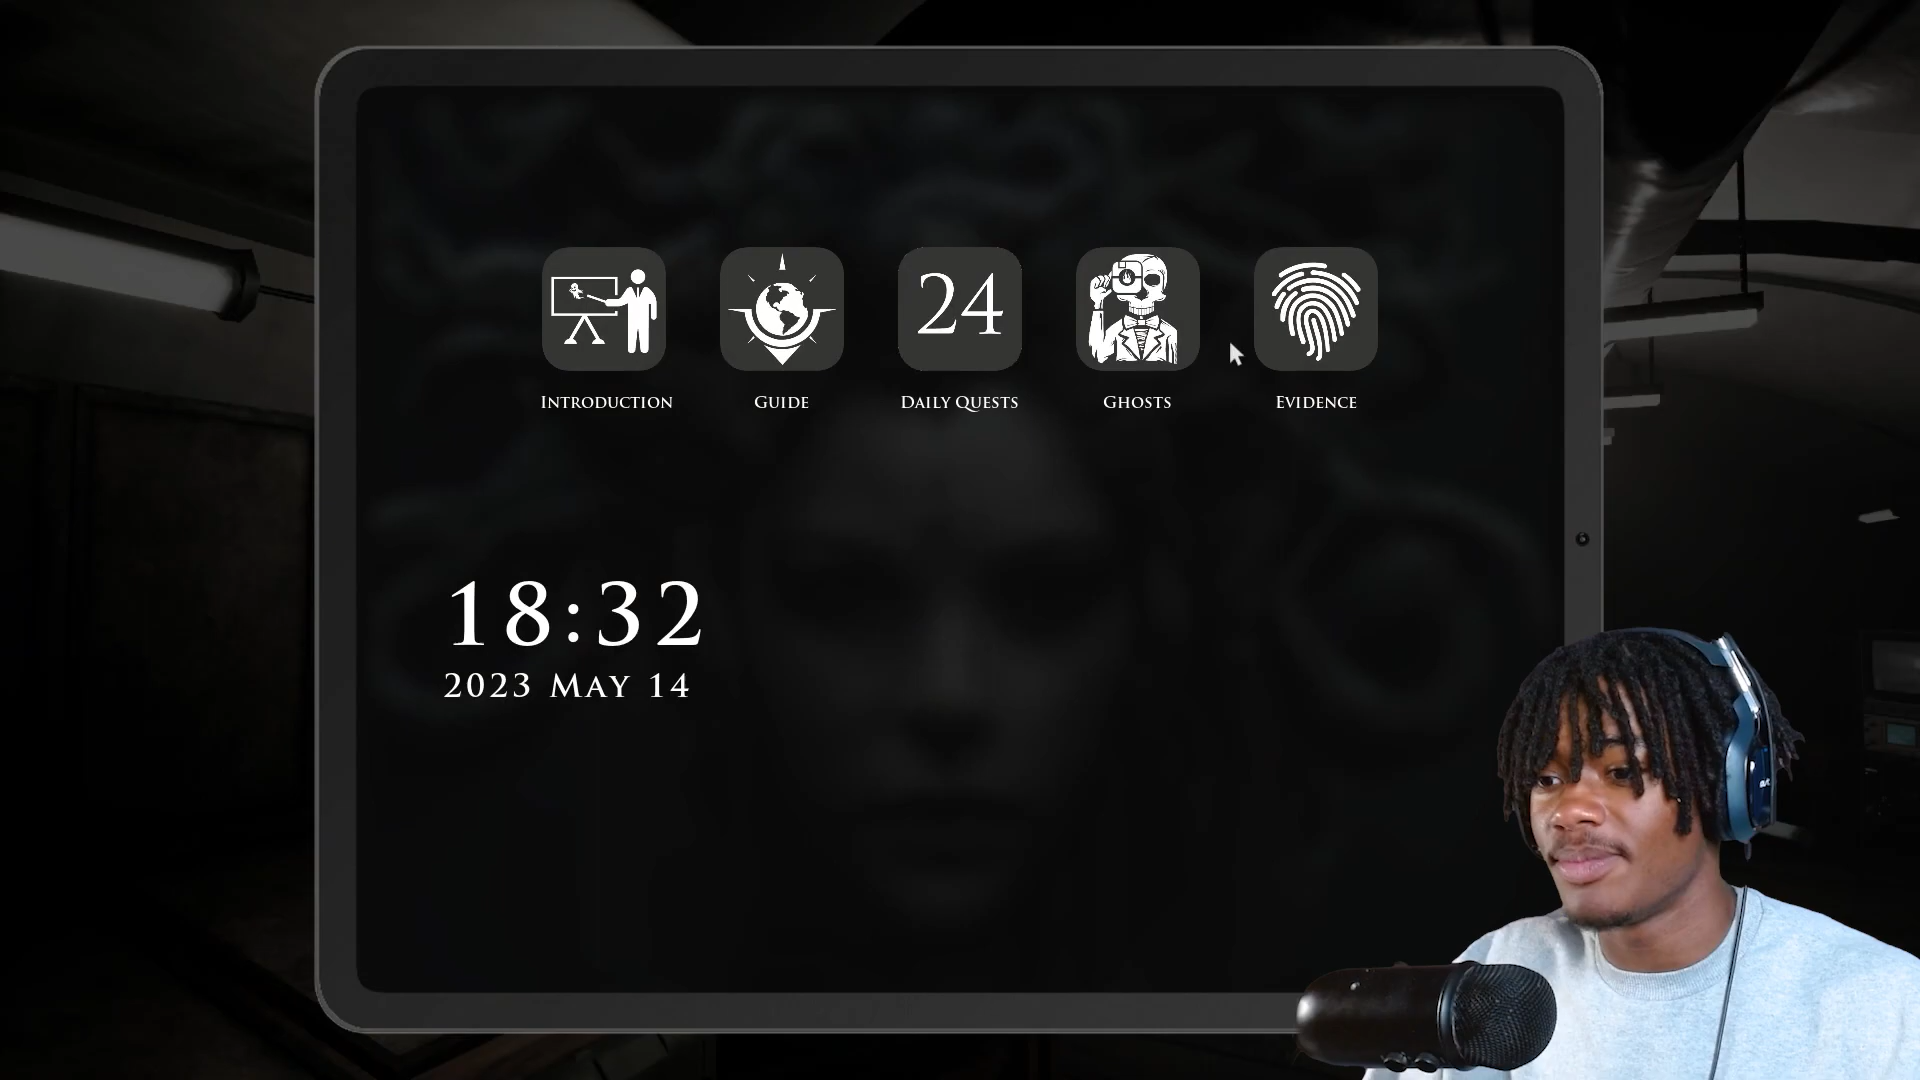 24
Introduction
Guide
Daily Quests
Ghosts
Evidence
18:32
2023 May 14